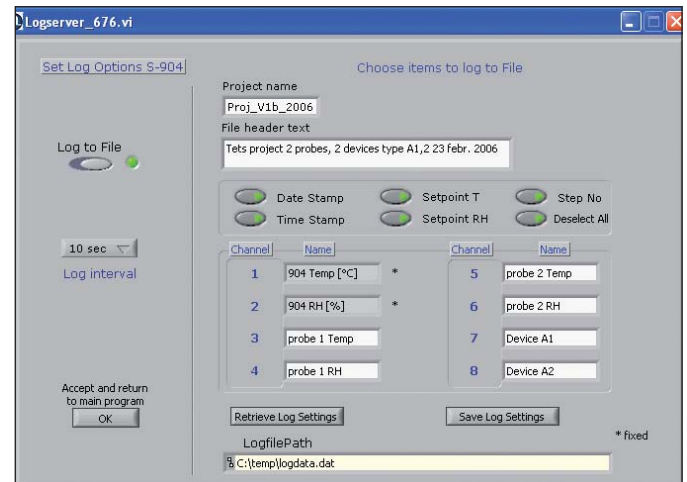 Logserver_676.vi
Set Log Options S-904
Choose items to log to File
Project name
Proj_V1b_2006
File header text
Tets project 2 probes, 2 devices type A1,2 23 febr. 2006
Log to File
Date Stamp Setpoint T Step No
Time Stamp Setpoint RH Deselect All
10 sec
Log interval
Channel Name Channel Name
1 904 Temp [°C] * 5 probe 2 Temp
2 904 RH [%] * 6 probe 2 RH
3 probe 1 Temp 7 Device A1
4 probe 1 RH 8 Device A2
Accept and return
to main program
OK
Retrieve Log Settings Save Log Settings
* fixed
LogfilePath
C:\temp\logdata.dat